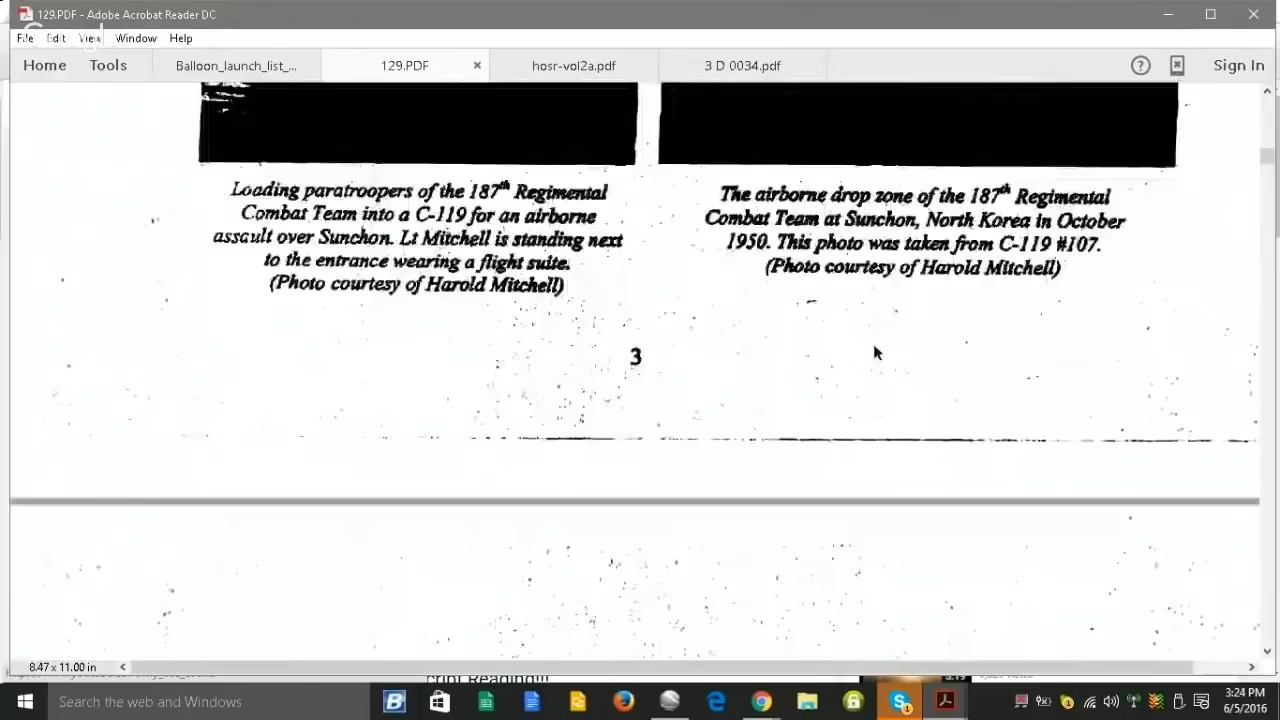 129.PDF - Adobe Acrobat Reader DC
Google
File Edit View Window Help
Home Tools Balloon_launch_list_... 129.PDF × hosr-vol2a.pdf 3 D 0034.pdf Sign In
Loading paratroopers of the 187th Regimental
Combat Team into a C-119 for an airborne
assault over Sunchon. Lt Mitchell is standing next
to the entrance wearing a flight suite.
(Photo courtesy of Harold Mitchell)
The airborne drop zone of the 187th Regimental
Combat Team at Sunchon, North Korea in October
1950. This photo was taken from C-119 #107.
(Photo courtesy of Harold Mitchell)
3
8.47 x 11.00 in
cript Reading!!!
Search the web and Windows
3:24 PM
6/5/2016